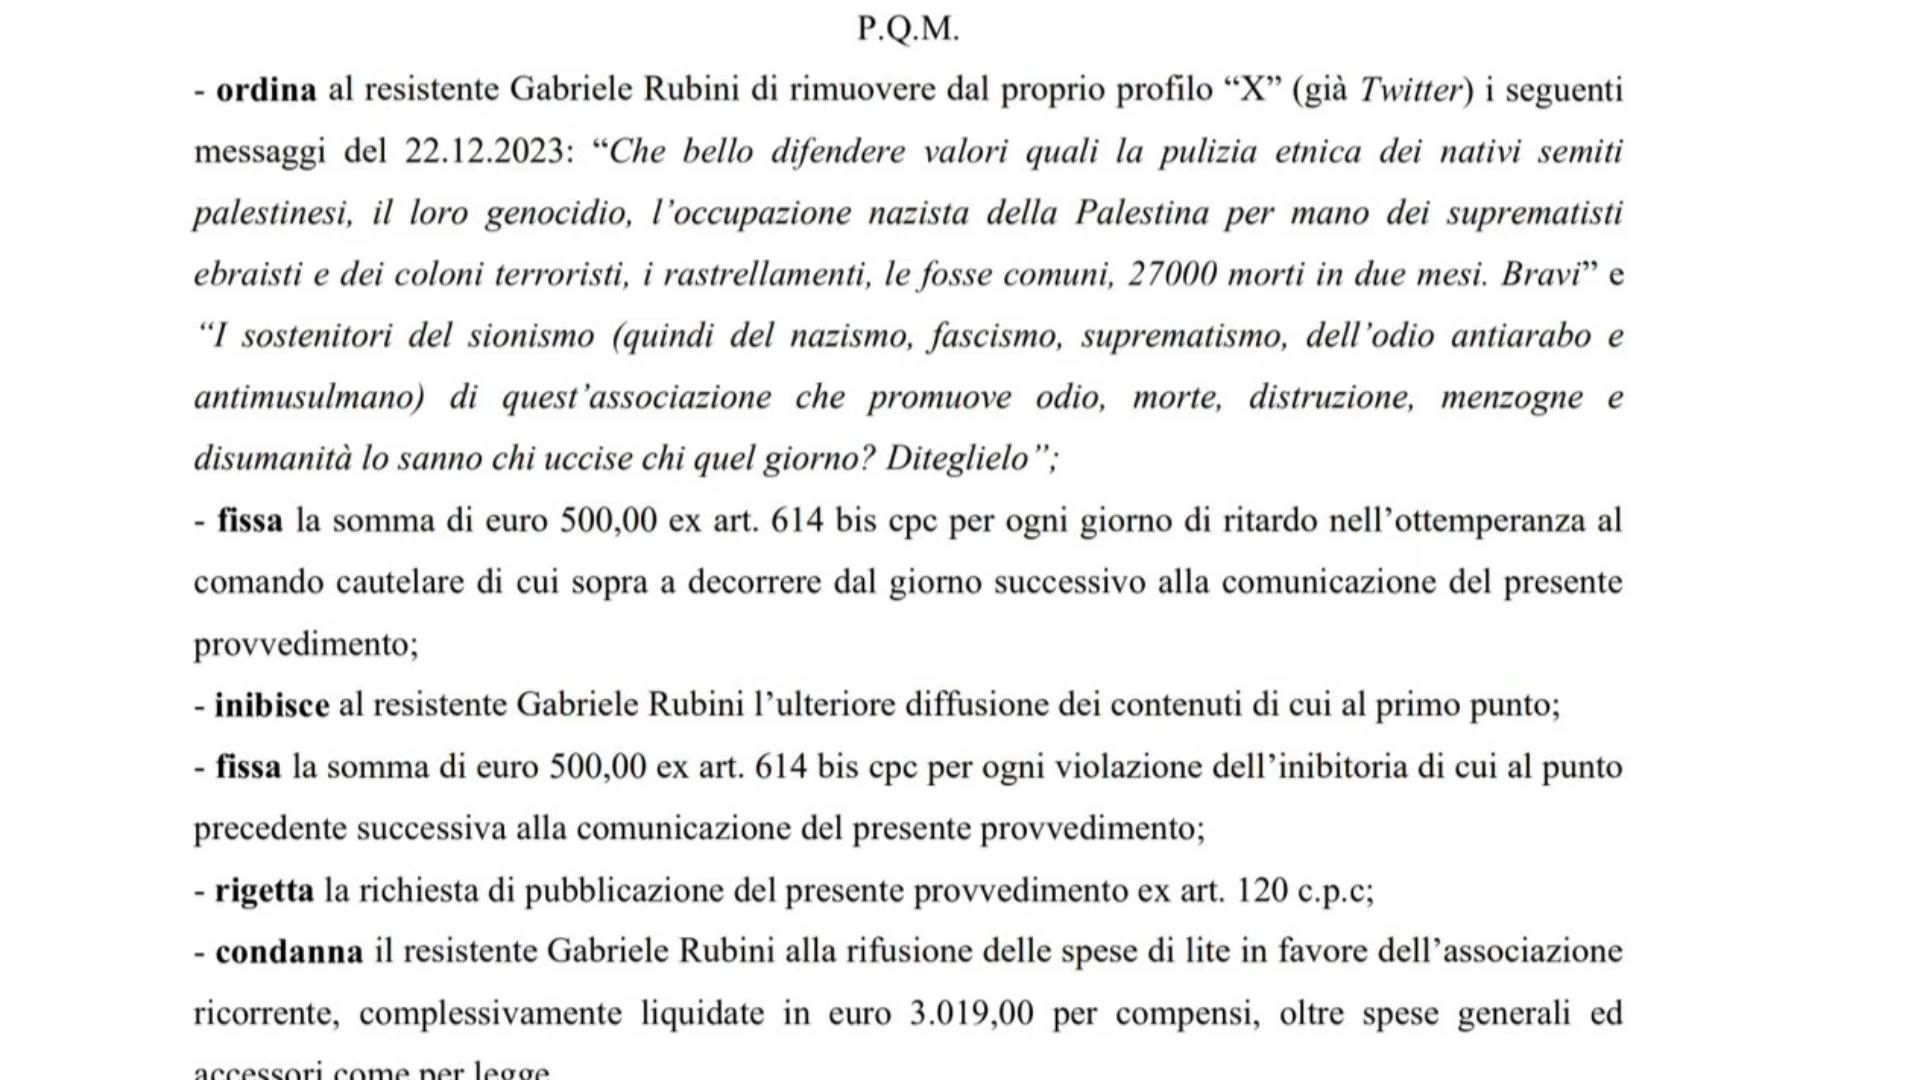 P.Q.M.
- ordina al resistente Gabriele Rubini di rimuovere dal proprio profilo “X” (già Twitter) i seguenti
messaggi del 22.12.2023: “Che bello difendere valori quali la pulizia etnica dei nativi semiti
palestinesi, il loro genocidio, l’occupazione nazista della Palestina per mano dei suprematisti
ebraisti e dei coloni terroristi, i rastrellamenti, le fosse comuni, 27000 morti in due mesi. Bravi” e
“I sostenitori del sionismo (quindi del nazismo, fascismo, suprematismo, dell’odio antiarabo e
antimusulmano) di quest’associazione che promuove odio, morte, distruzione, menzogne e
disumanità lo sanno chi uccise chi quel giorno? Diteglielo”;
- fissa la somma di euro 500,00 ex art. 614 bis cpc per ogni giorno di ritardo nell’ottemperanza al
comando cautelare di cui sopra a decorrere dal giorno successivo alla comunicazione del presente
provvedimento;
- inibisce al resistente Gabriele Rubini l’ulteriore diffusione dei contenuti di cui al primo punto;
- fissa la somma di euro 500,00 ex art. 614 bis cpc per ogni violazione dell’inibitoria di cui al punto
precedente successiva alla comunicazione del presente provvedimento;
- rigetta la richiesta di pubblicazione del presente provvedimento ex art. 120 c.p.c;
- condanna il resistente Gabriele Rubini alla rifusione delle spese di lite in favore dell’associazione
ricorrente, complessivamente liquidate in euro 3.019,00 per compensi, oltre spese generali ed
accessori come per legge